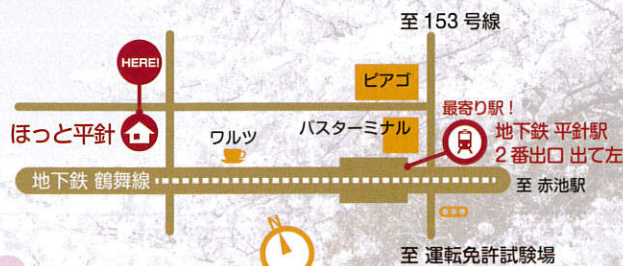 至 153 号線
HERE!
ピアゴ
最寄り駅！
ほっと平針
ワルツ
バスターミナル
地下鉄 平針駅
2番出口 出て左
地下鉄 鶴舞線
至 赤池駅
N
至 運転免許試験場